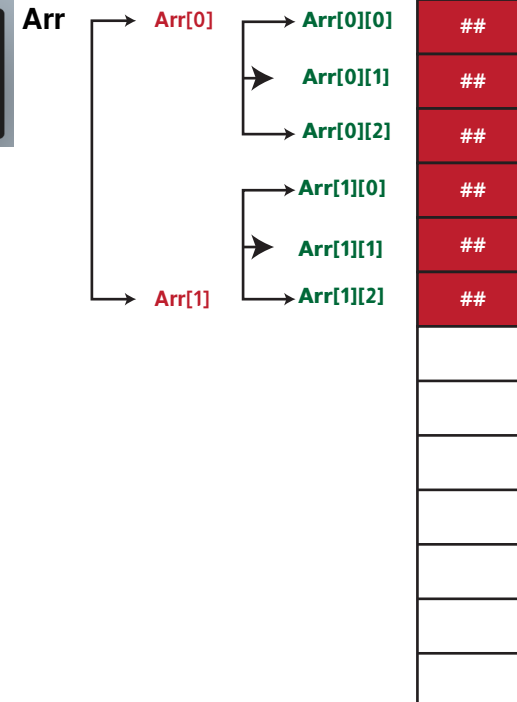 Arr Arr[0] Arr[0][0] ##
Arr[0][1] ##
Arr[0][2] ##
Arr[1][0] ##
Arr[1][1] ##
Arr[1] Arr[1][2] ##